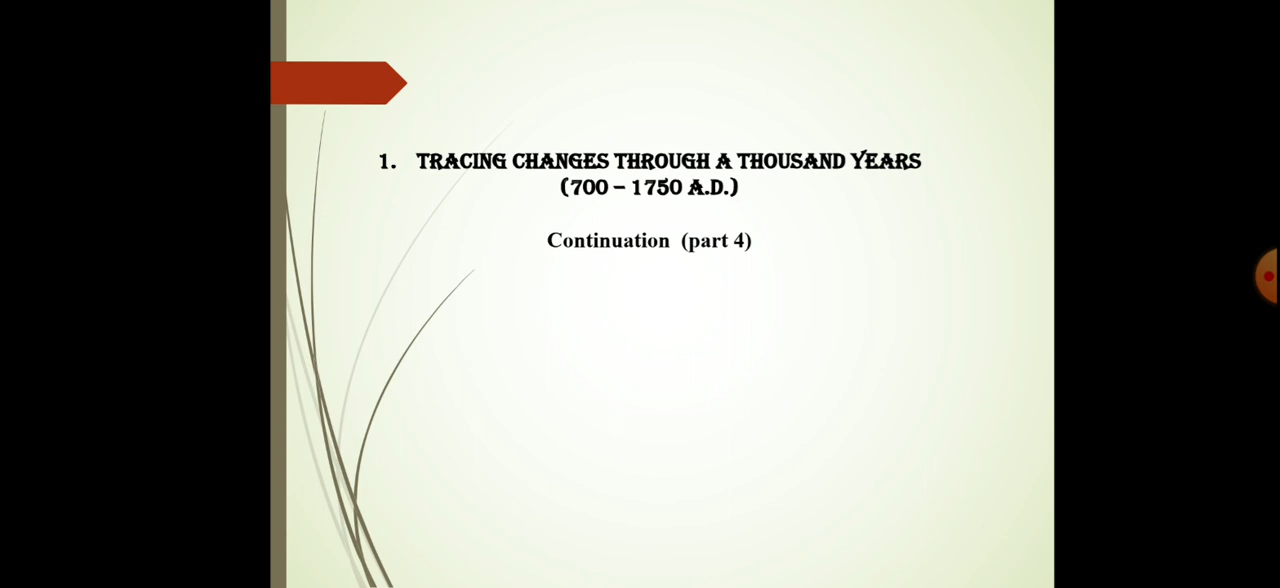 1. TRACING CHANGES THROUGH A THOUSAND YEARS
(700 – 1750 A.D.)
Continuation (part 4)